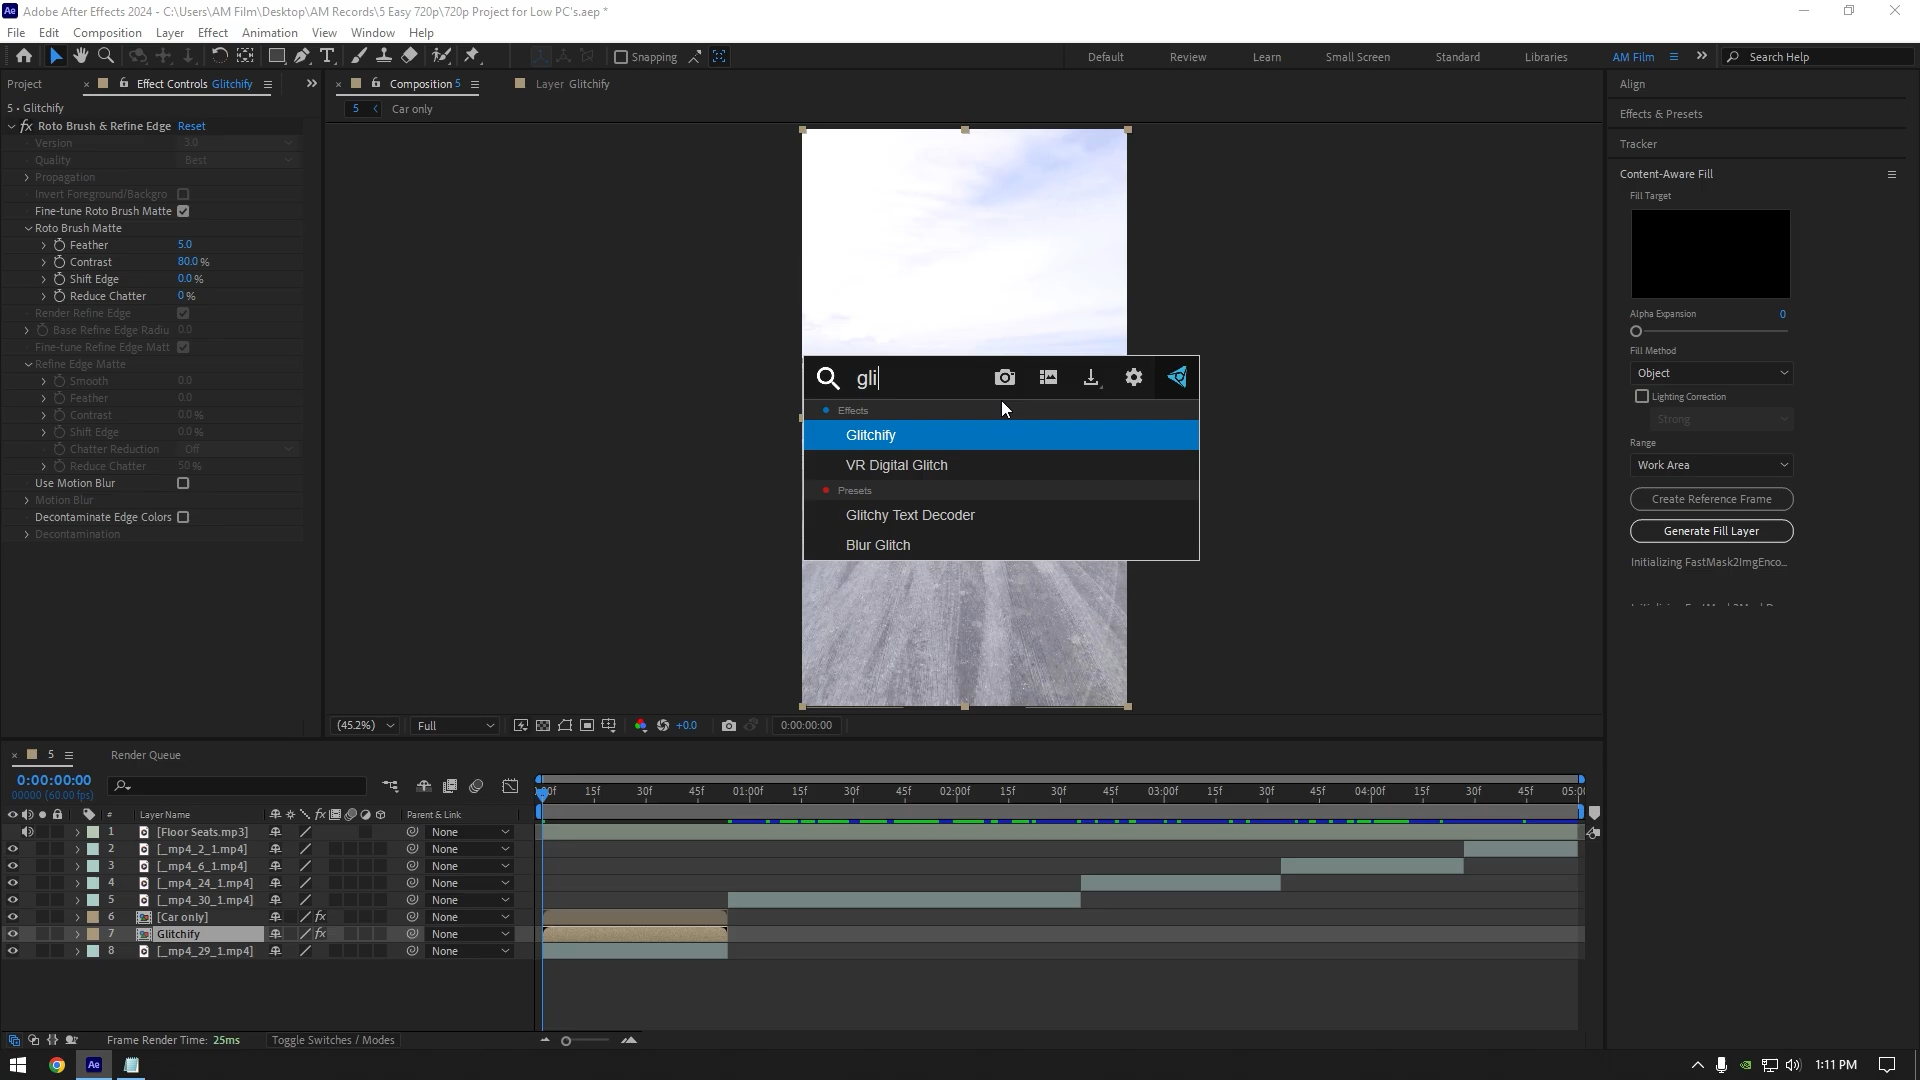 Ae Adobe After Effects 2024 - C:\Users\AM Film\Desktop\AM Records\5 Easy 720p\720p Project for Low PC's.aep *
File Edit Composition Layer Effect Animation View Window Help
Snapping Default Review Learn Small Screen Standard Libraries AM Film Search Help
Project Effect Controls Glitchify Composition 5 Layer Glitchify
5 • Glitchify
5 Car only
fx Roto Brush & Refine Edge Reset
Version 3.0
Quality Best
Propagation
Invert Foreground/Backgro
Fine-tune Roto Brush Matte
Roto Brush Matte
Feather 5.0
Contrast 80.0 %
Shift Edge 0.0 %
Reduce Chatter 0 %
Render Refine Edge
Base Refine Edge Radiu 0.0
Fine-tune Refine Edge Matt
Refine Edge Matte
Smooth 0.0
Feather 0.0
Contrast 0.0 %
Shift Edge 0.0 %
Chatter Reduction Off
Reduce Chatter 50 %
Use Motion Blur
Motion Blur
Decontaminate Edge Colors
Decontamination
gli
Effects
Glitchify
VR Digital Glitch
Presets
Glitchy Text Decoder
Blur Glitch
Align
Effects & Presets
Tracker
Content-Aware Fill
Fill Target
Alpha Expansion 0
Fill Method
Object
Lighting Correction
Strong
Range
Work Area
Create Reference Frame
Generate Fill Layer
Initializing FastMask2ImgEnco...
(45.2%) Full +0.0 0:00:00:00
5 Render Queue
0:00:00:00
00000 (60.00 fps)
15f 30f 45f 01:00f 15f 30f 45f 02:00f 15f 30f 45f 03:00f 15f 30f 45f 04:00f 15f 30f 45f
# Layer Name fx Parent & Link
1 [Floor Seats.mp3] None
2 [_mp4_2_1.mp4] None
3 [_mp4_6_1.mp4] None
4 [_mp4_24_1.mp4] None
5 [_mp4_30_1.mp4] None
6 [Car only] fx None
7 Glitchify fx None
8 [_mp4_29_1.mp4] None
Frame Render Time: 25ms Toggle Switches / Modes
Ae 1:11 PM